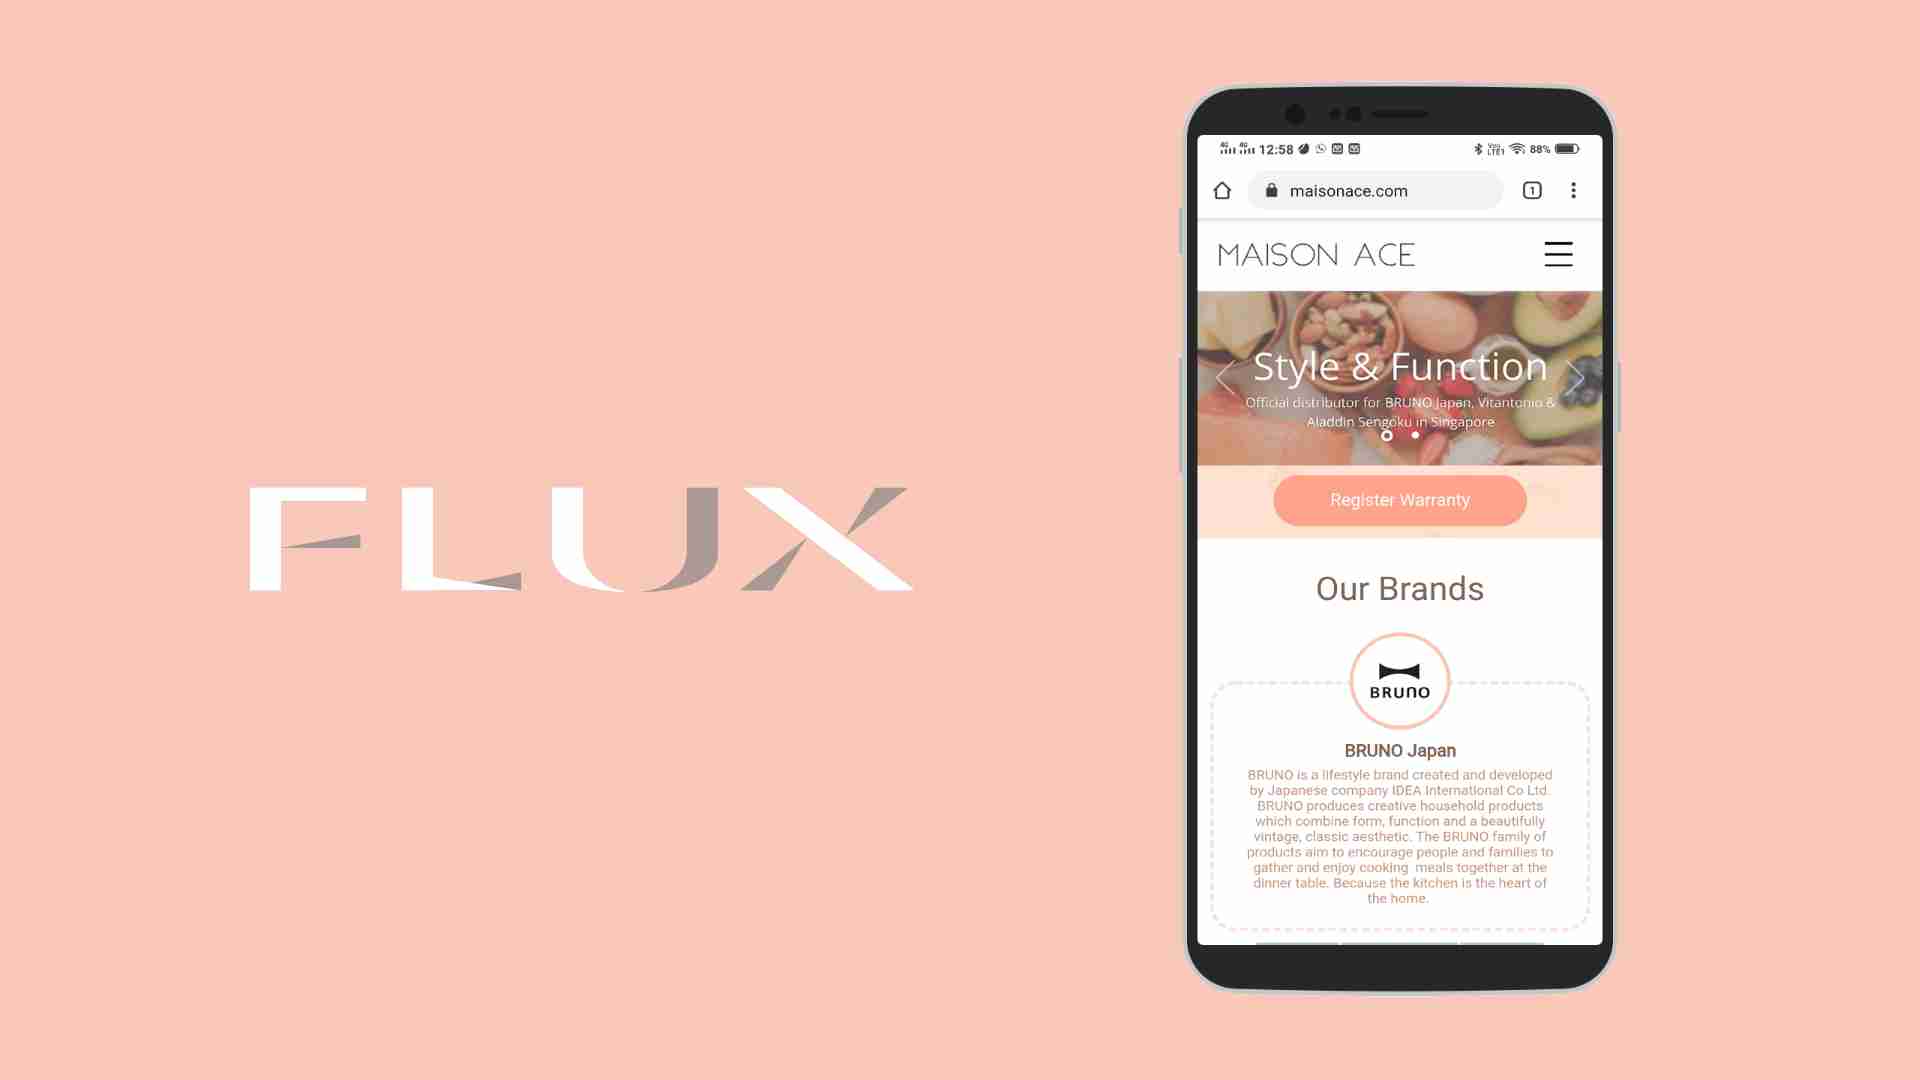 FLUX
4G 4G 12:58
Vo) LTE1 88%
maisonace.com
1
MAISON ACE
Style & Function
Official distributor for BRUNO Japan, Vitantonio &
Aladdin Sengoku in Singapore
Register Warranty
Our Brands
BRUNO
BRUNO Japan
BRUNO is a lifestyle brand created and developed
by Japanese company IDEA International Co Ltd.
BRUNO produces creative household products
which combine form, function and a beautifully
vintage, classic aesthetic. The BRUNO family of
products aim to encourage people and families to
gather and enjoy cooking meals together at the
dinner table. Because the kitchen is the heart of
the home.